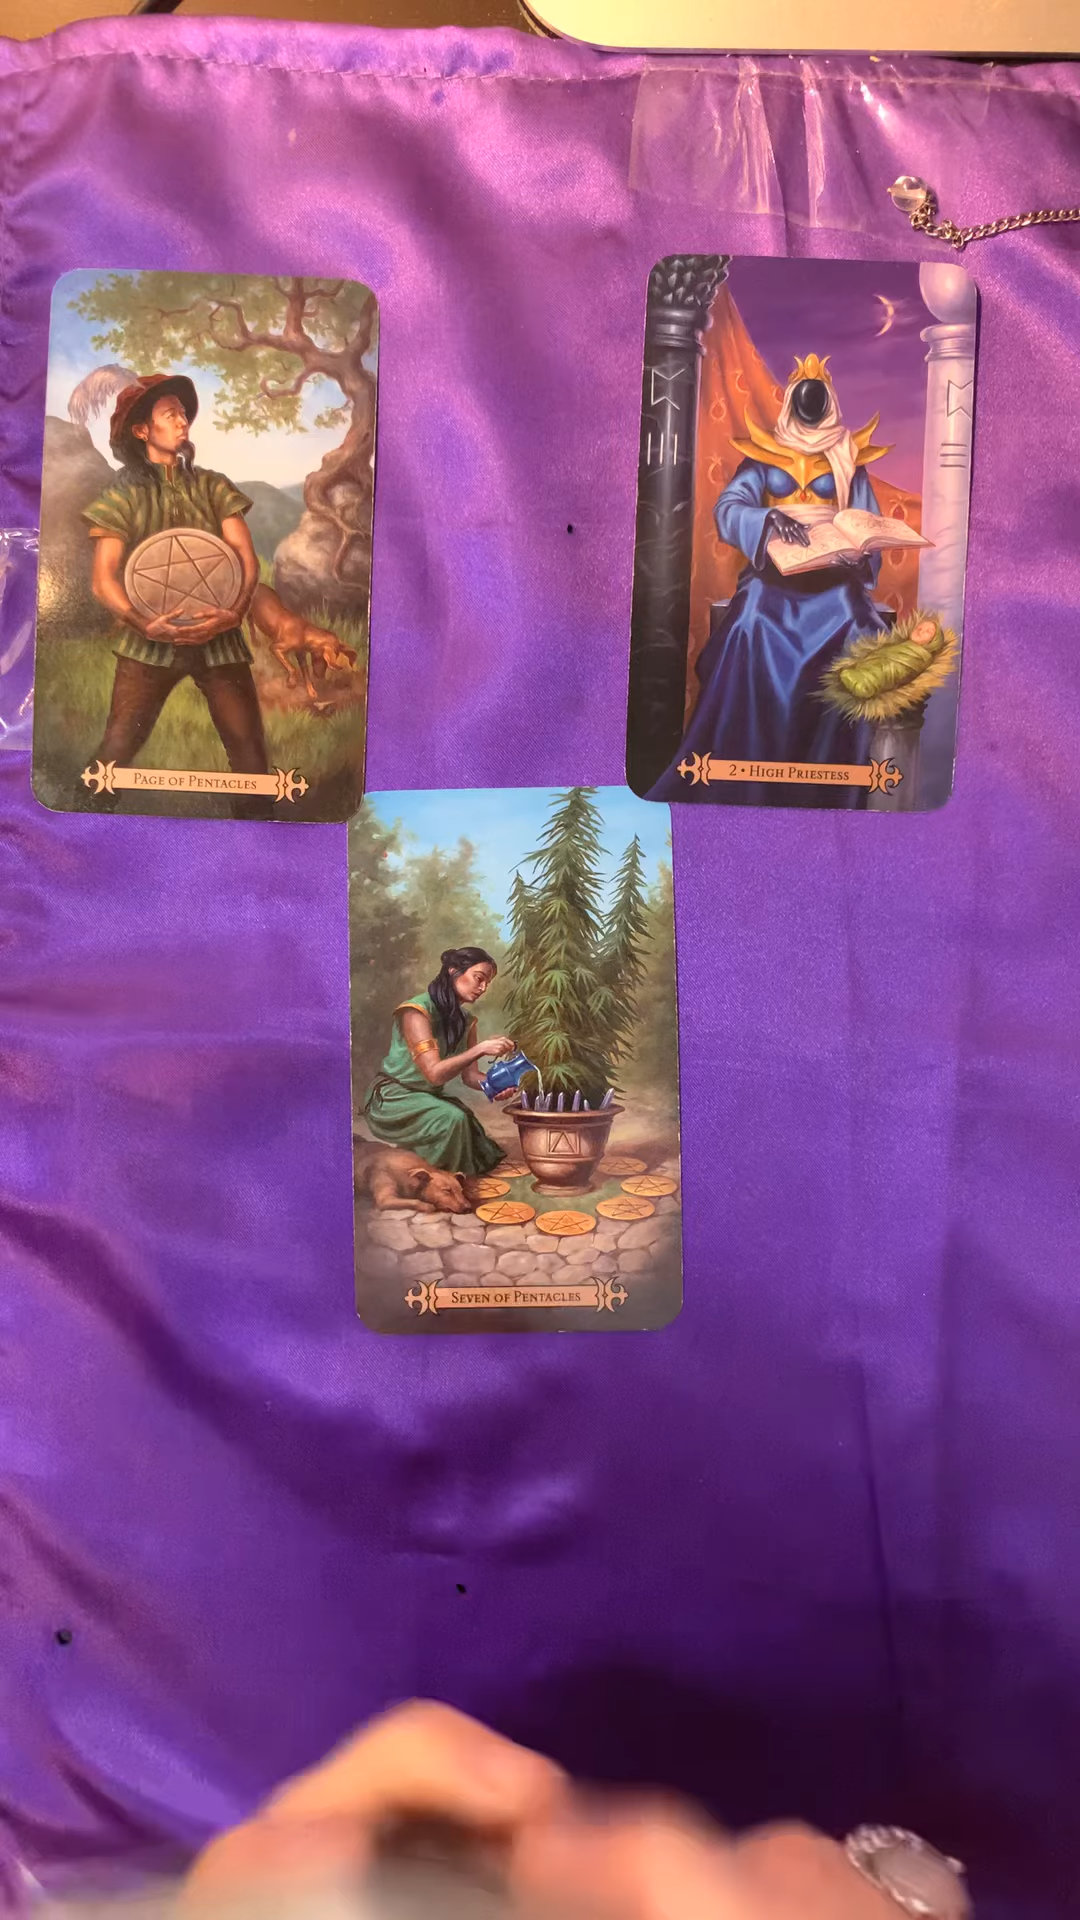 PAGE OF PENTACLES
2 • HIGH PRIESTESS
SEVEN OF PENTACLES